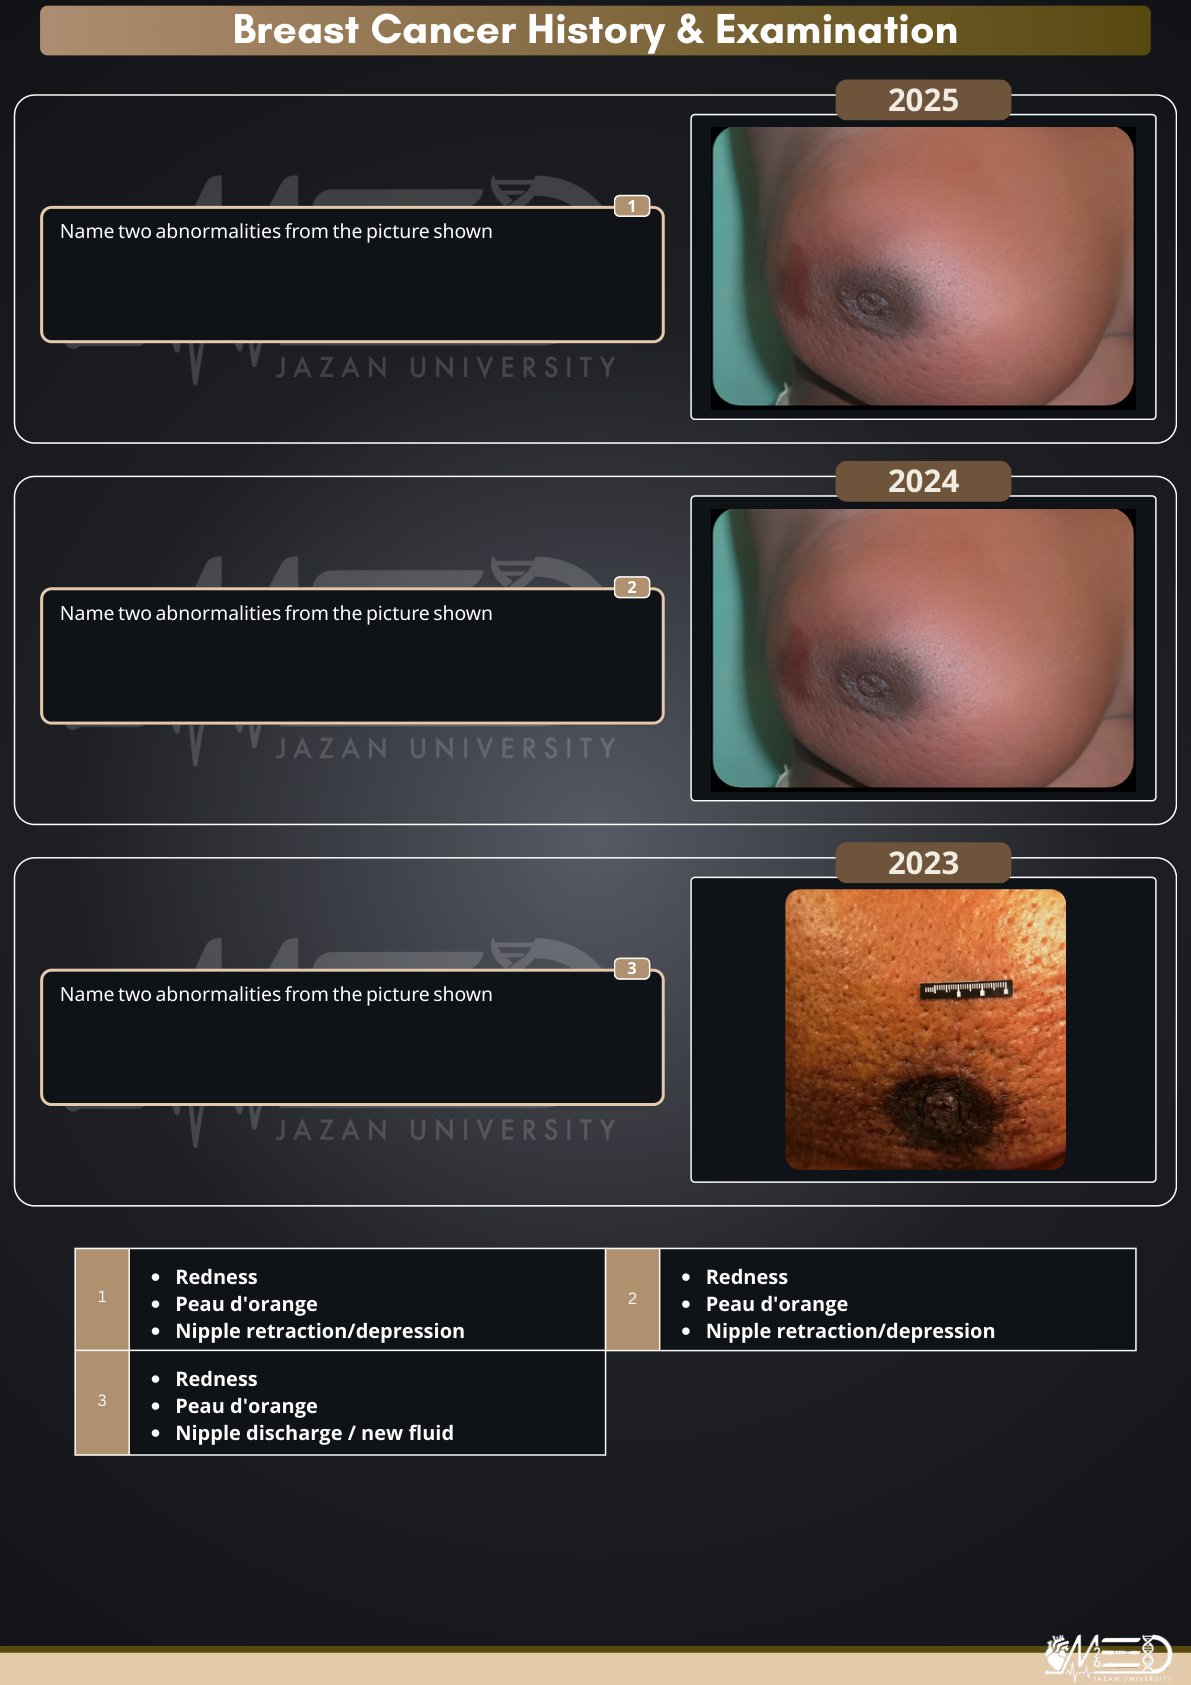 Breast Cancer History & Examination
2025
1
Name two abnormalities from the picture shown
JAZAN UNIVERSITY
2024
2
Name two abnormalities from the picture shown
JAZAN UNIVERSITY
2023
3
Name two abnormalities from the picture shown
JAZAN UNIVERSITY
1
• Redness
• Peau d'orange
• Nipple retraction/depression
2
• Redness
• Peau d'orange
• Nipple retraction/depression
3
• Redness
• Peau d'orange
• Nipple discharge / new fluid
MED
JAZAN UNIVERSITY